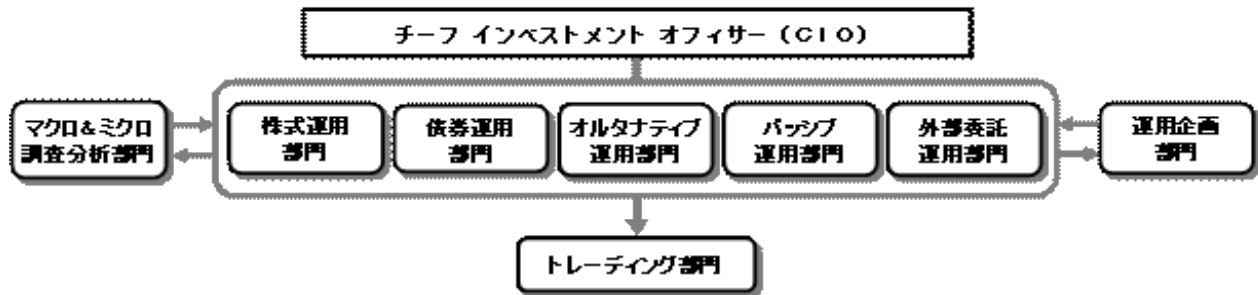 チーフ インベストメント オフィサー(CIO)
マクロ&ミクロ
調査分析部門
株式運用
部門
債券運用
部門
オルタナティブ
運用部門
パッシブ
運用部門
外部委託
運用部門
運用企画
部門
トレーディング部門